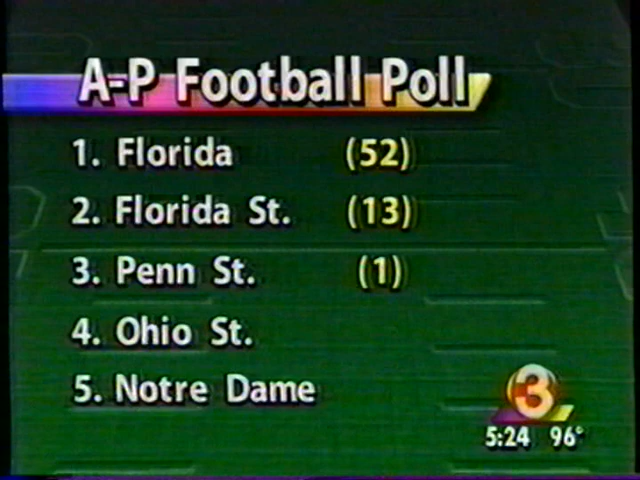 A-P Football Poll
1. Florida (52)
2. Florida St. (13)
3. Penn St. (1)
4. Ohio St.
5. Notre Dame
3
5:24 96°